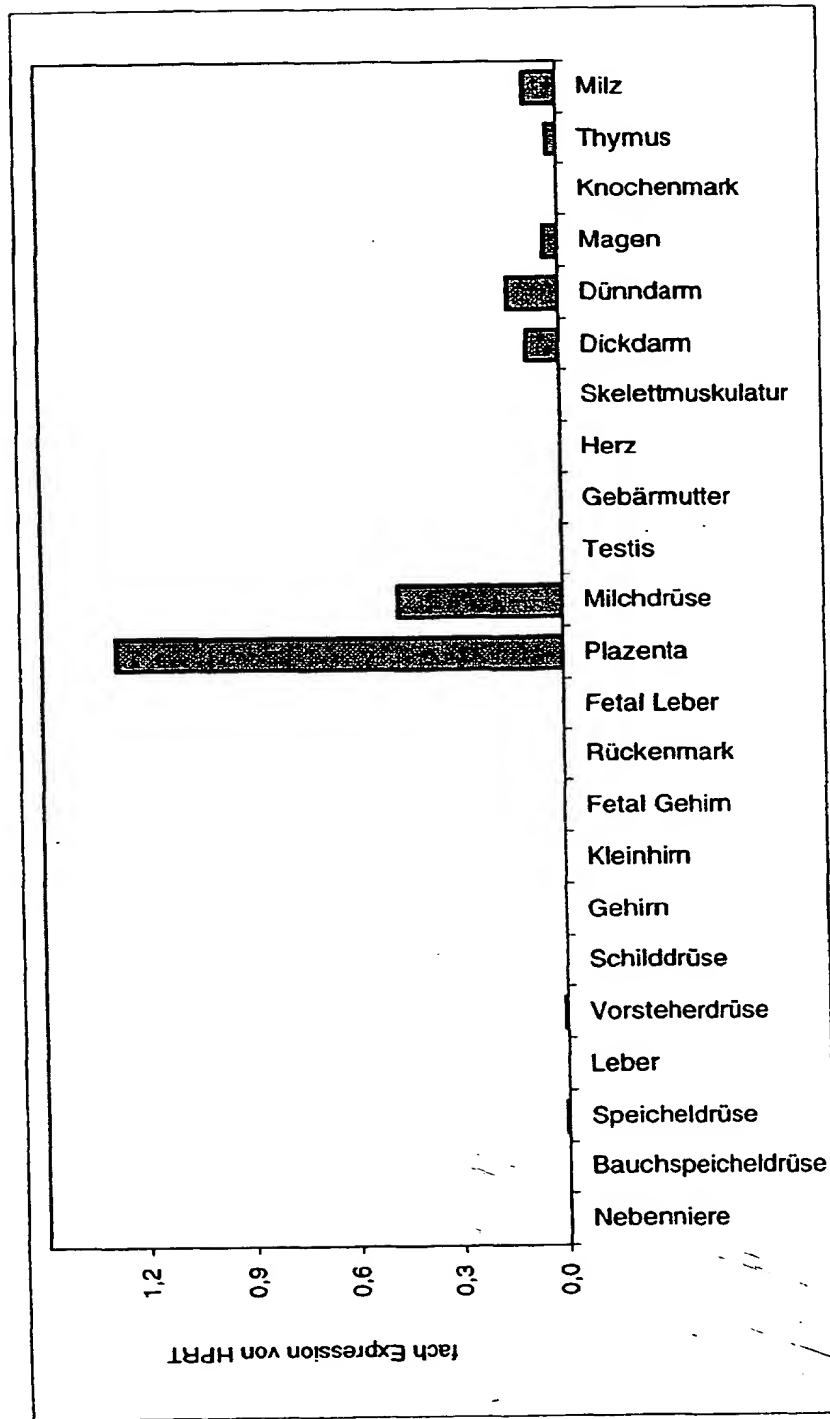 Milz
Thymus
Knochenmark
Magen
Dünndarm
Dickdarm
Skelettmuskulatur
Herz
Gebärmutter
Testis
Milchdrüse
Plazenta
Fetal Leber
Rückenmark
Fetal Gehirn
Kleinhirn
Gehirn
Schilddrüse
Vorsteherdrüse
Leber
Speicheldrüse
Bauchspeicheldrüse
Nebenniere
1,2
0,9
0,6
0,3
0,0
fach Expression von HPRT